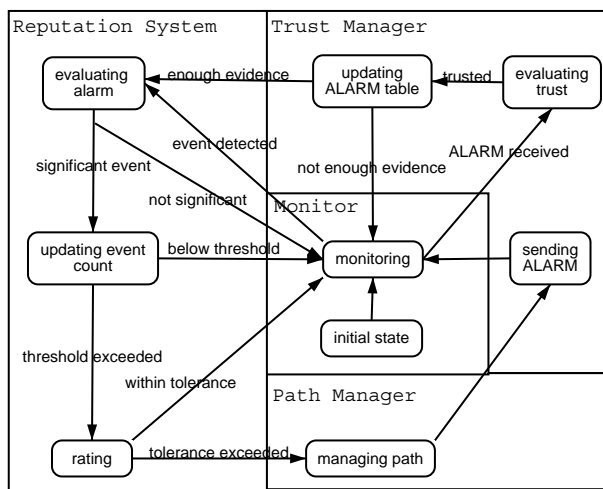 Reputation System
Trust Manager
evaluating
alarm
enough evidence
updating
ALARM table
trusted
evaluating
trust
event detected
significant event
not enough evidence
ALARM received
not significant
Monitor
updating event
count
below threshold
monitoring
sending
ALARM
initial state
threshold exceeded
within tolerance
Path Manager
rating
tolerance exceeded
managing path